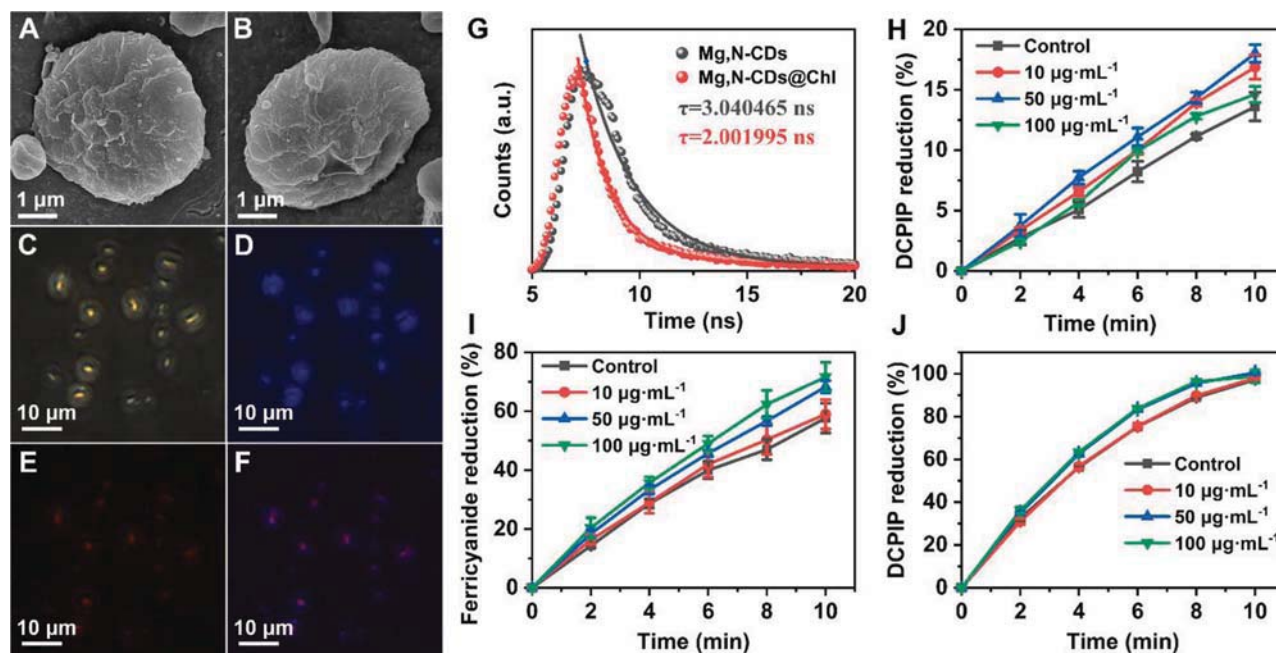 A
1 µm
B
1 µm
C
10 µm
D
10 µm
E
10 µm
F
10 µm
G
Counts (a.u.)
Mg,N-CDs
Mg,N-CDs@Chl
τ=3.040465 ns
τ=2.001995 ns
5 10 15 20
Time (ns)
H
DCPIP reduction (%)
20
15
10
5
0
Control
10 µg·mL⁻¹
50 µg·mL⁻¹
100 µg·mL⁻¹
0 2 4 6 8 10
Time (min)
I
Ferricyanide reduction (%)
80
60
40
20
0
Control
10 µg·mL⁻¹
50 µg·mL⁻¹
100 µg·mL⁻¹
0 2 4 6 8 10
Time (min)
J
DCPIP reduction (%)
100
80
60
40
20
0
Control
10 µg·mL⁻¹
50 µg·mL⁻¹
100 µg·mL⁻¹
0 2 4 6 8 10
Time (min)